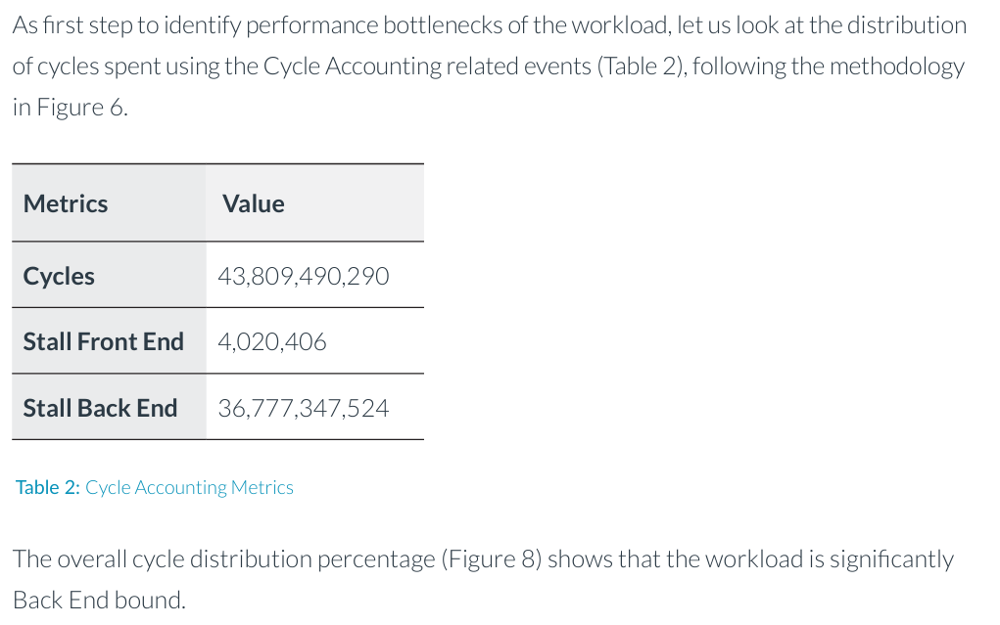 As first step to identify performance bottlenecks of the workload, let us look at the distribution
of cycles spent using the Cycle Accounting related events (Table 2), following the methodology
in Figure 6.
Metrics Value
Cycles 43,809,490,290
Stall Front End 4,020,406
Stall Back End 36,777,347,524
Table 2: Cycle Accounting Metrics
The overall cycle distribution percentage (Figure 8) shows that the workload is significantly
Back End bound.